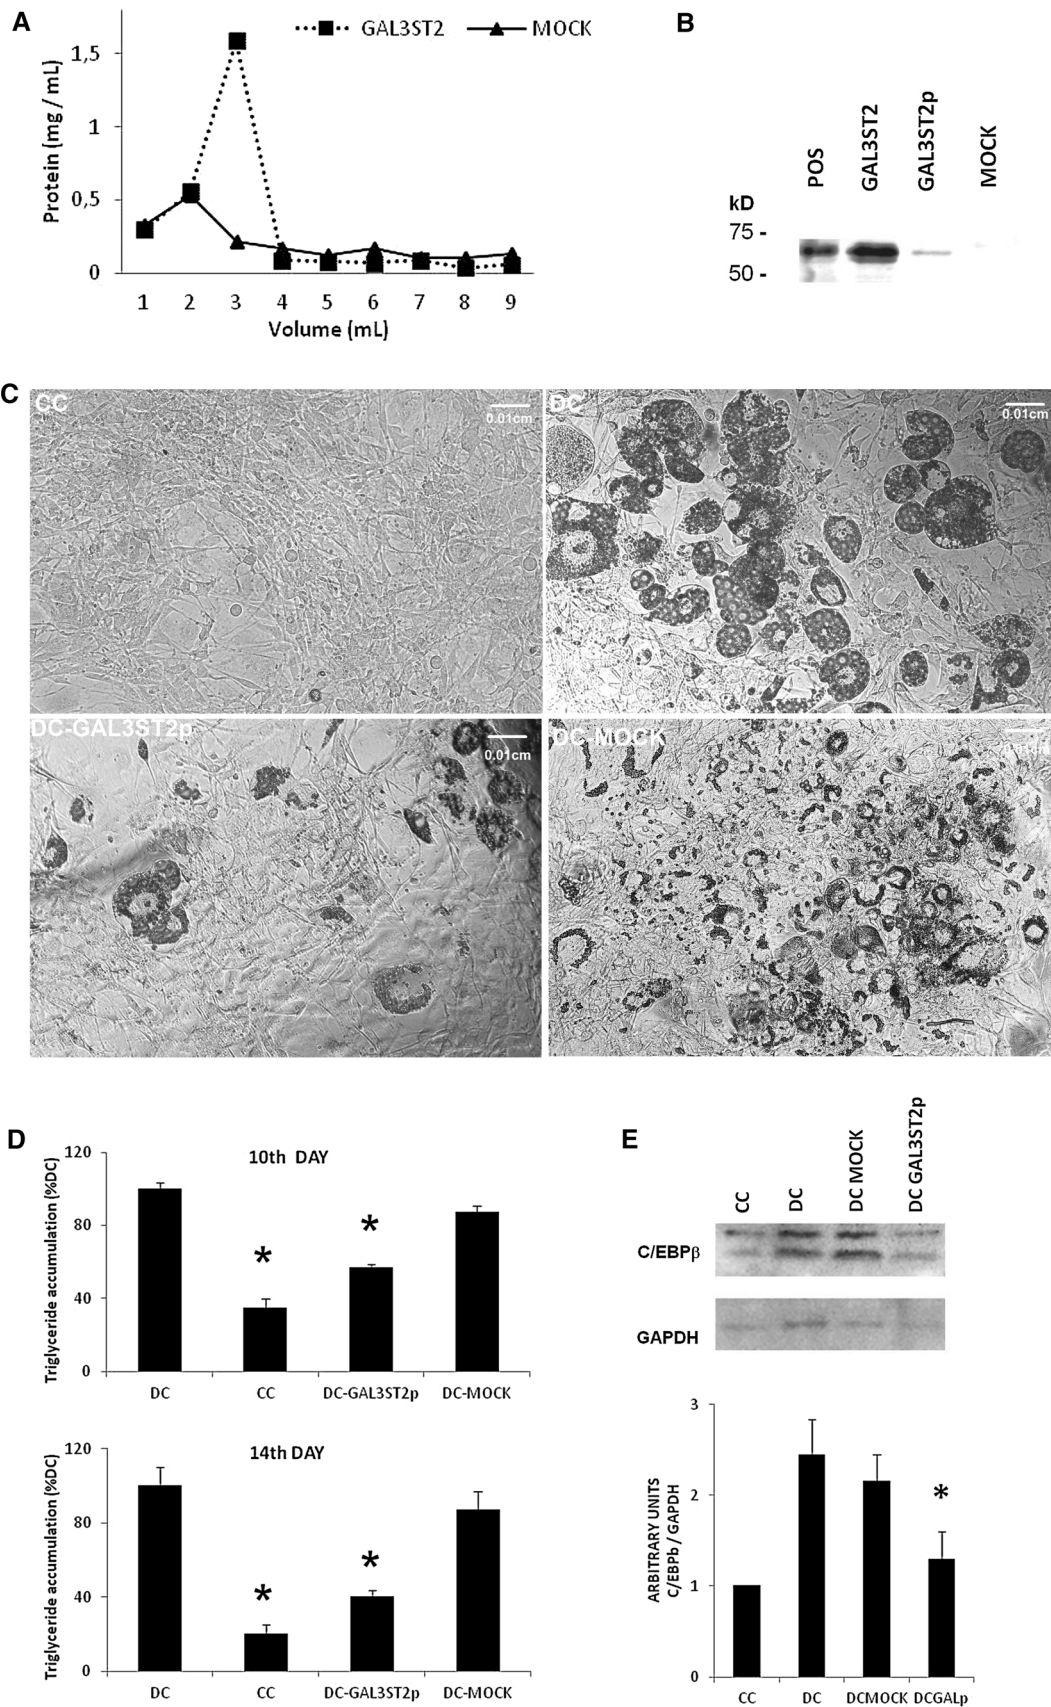 A
GAL3ST2
MOCK
Protein (mg / mL)
1,5
1
0,5
0
1 2 3 4 5 6 7 8 9
Volume (mL)
B
POS
GAL3ST2
GAL3ST2p
MOCK
kD
75 -
50 -
C
CC
0.01cm
DC
0.01cm
DC-GAL3ST2p
0.01cm
DC-MOCK
D
10th DAY
Triglyceride accumulation (%DC)
120
80
40
0
DC CC DC-GAL3ST2p DC-MOCK
* *
14th DAY
Triglyceride accumulation (%DC)
120
80
40
0
DC CC DC-GAL3ST2p DC-MOCK
* *
E
CC
DC
DC MOCK
DC GAL3ST2p
C/EBPβ
GAPDH
ARBITRARY UNITS
C/EBPb / GAPDH
3
2
1
0
*
CC DC DCMOCK DCGALp